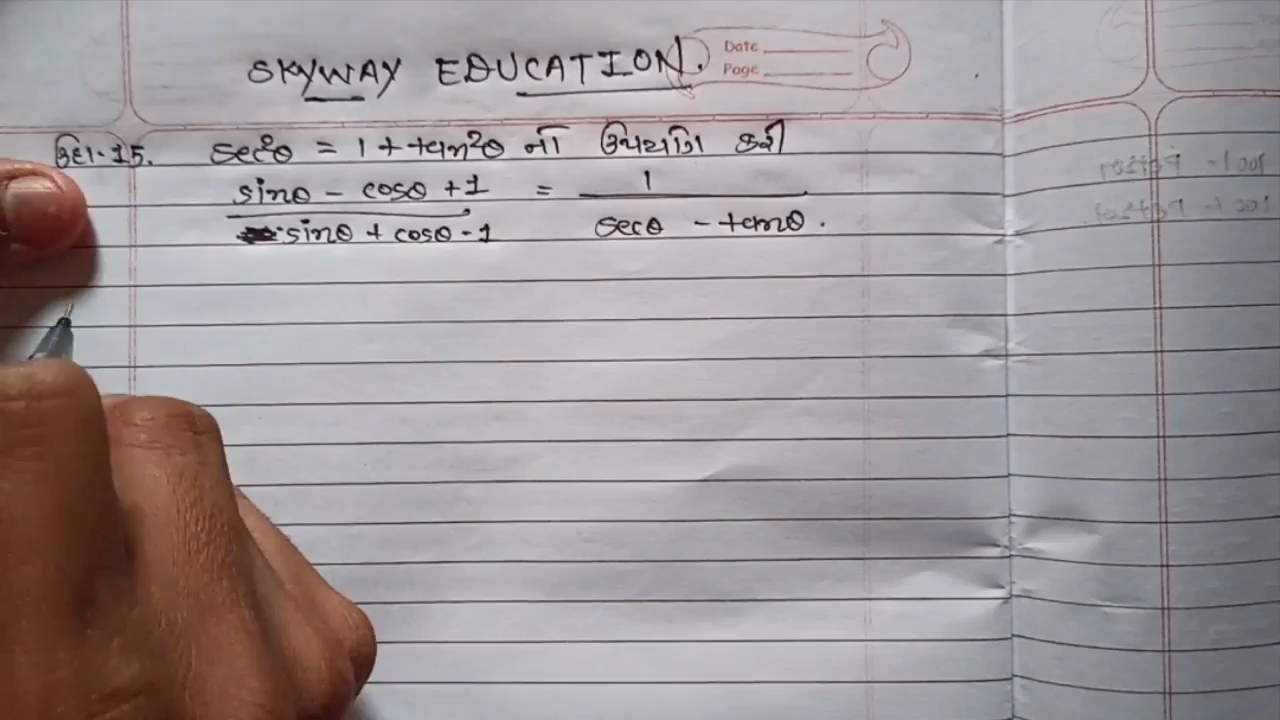 SKYWAY EDUCATION.
Date
Page
ઉદા-15. sec²θ = 1 + tan²θ નો ઉપયોગ કરી
sinθ - cosθ + 1 = 1
sinθ + cosθ - 1 secθ - tanθ.